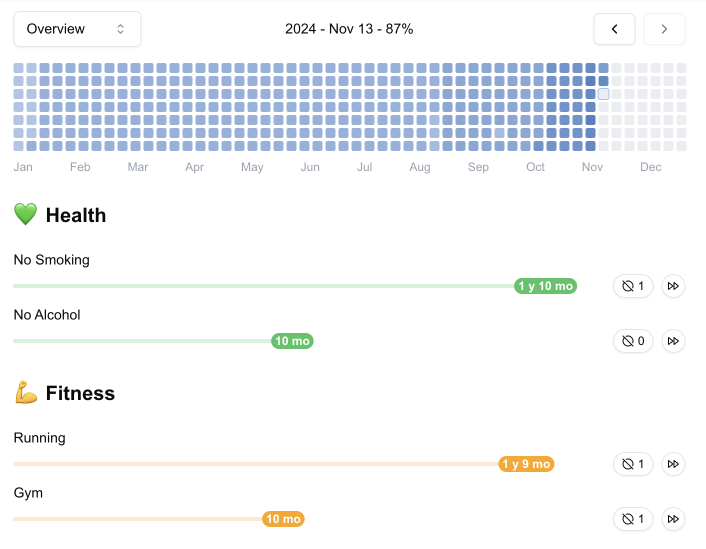 Overview
2024 - Nov 13 - 87%
Jan Feb Mar Apr May Jun Jul Aug Sep Oct Nov Dec
Health
No Smoking
1 y 10 mo 1
No Alcohol
10 mo 0
Fitness
Running
1 y 9 mo 1
Gym
10 mo 1